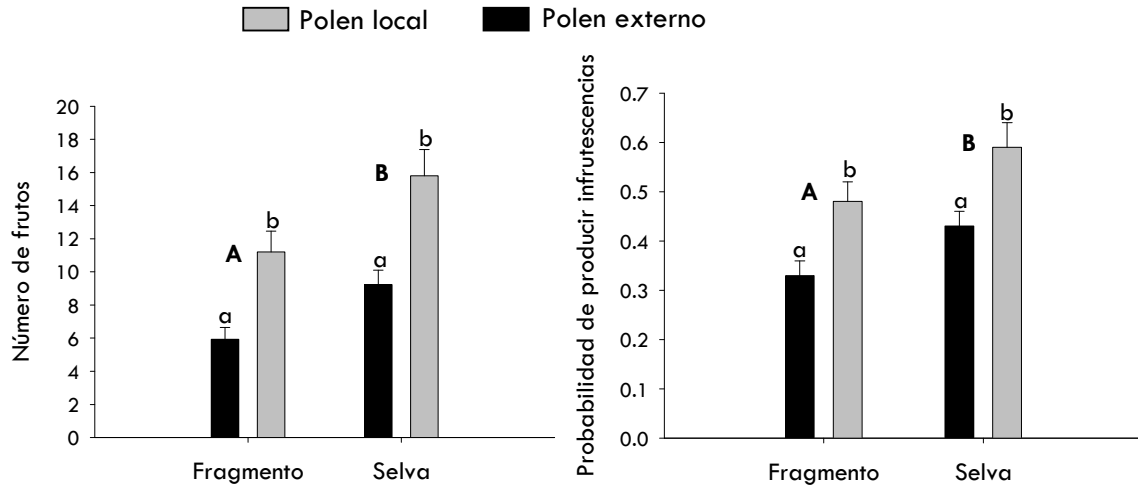 Polen local Polen externo
Número de frutos
20
18
16
14
12
10
8
6
4
2
0
a
A
b
a
B
b
Fragmento Selva
Probabilidad de producir infrutescencias
0.7
0.6
0.5
0.4
0.3
0.2
0.1
0.0
a
A
b
a
B
b
Fragmento Selva